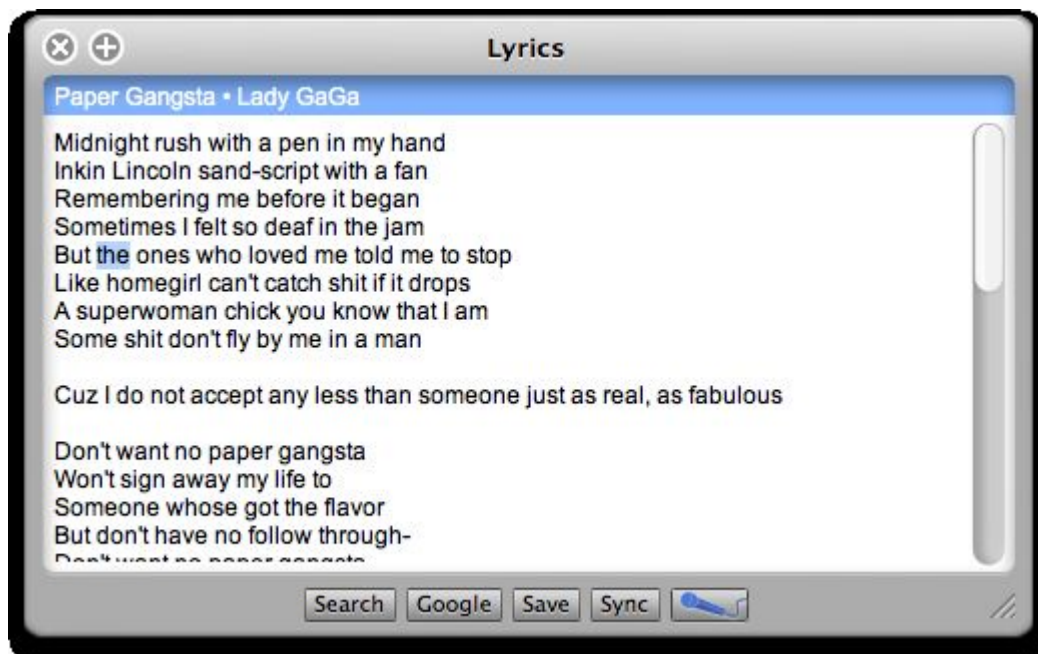 Lyrics
Paper Gangsta • Lady GaGa
Midnight rush with a pen in my hand
Inkin Lincoln sand-script with a fan
Remembering me before it began
Sometimes I felt so deaf in the jam
But the ones who loved me told me to stop
Like homegirl can't catch shit if it drops
A superwoman chick you know that I am
Some shit don't fly by me in a man
Cuz I do not accept any less than someone just as real, as fabulous
Don't want no paper gangsta
Won't sign away my life to
Someone whose got the flavor
But don't have no follow through-
Don't want no paper gangsta
Search Google Save Sync